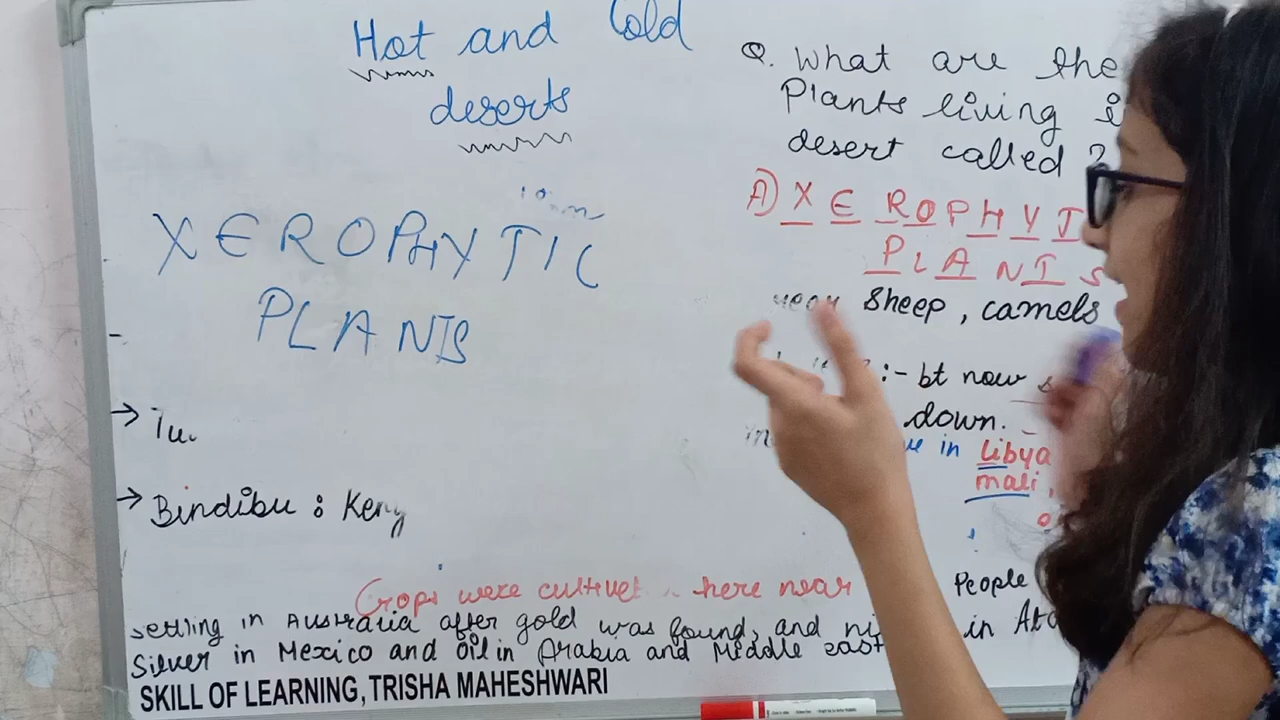 Hot and Cold
deserts
XEROPHYTIC
PLANTS
Bindibu : Keny
Q. What are the
Plants living i
desert called ?
A) XEROPHYT
PLANTS
sheep, camels
:- bt now s
down.
in Libya
mali,
People
Crops were cultivet here near
settling in Australia after gold was found, and ni in Ata
Silver in Mexico and Oil in Arabia and Middle east
SKILL OF LEARNING, TRISHA MAHESHWARI